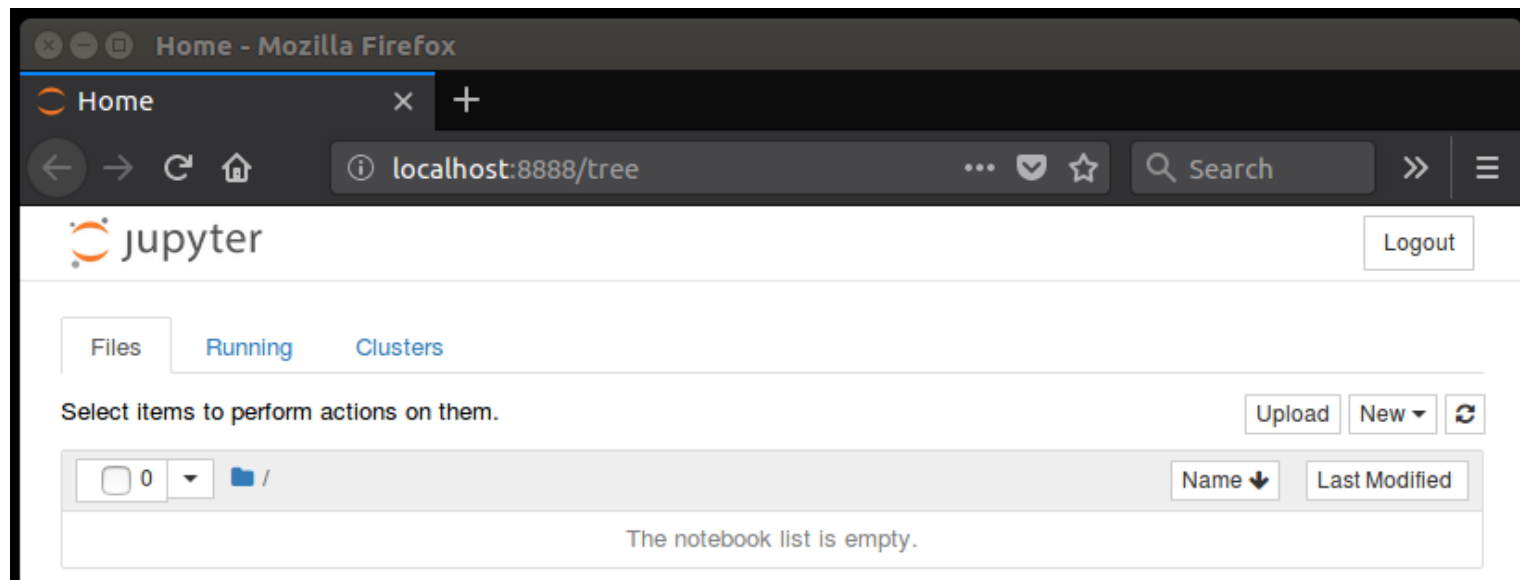 Home - Mozilla Firefox
Home
localhost:8888/tree
Search
jupyter
Logout
Files Running Clusters
Select items to perform actions on them.
Upload New
0 /
Name Last Modified
The notebook list is empty.